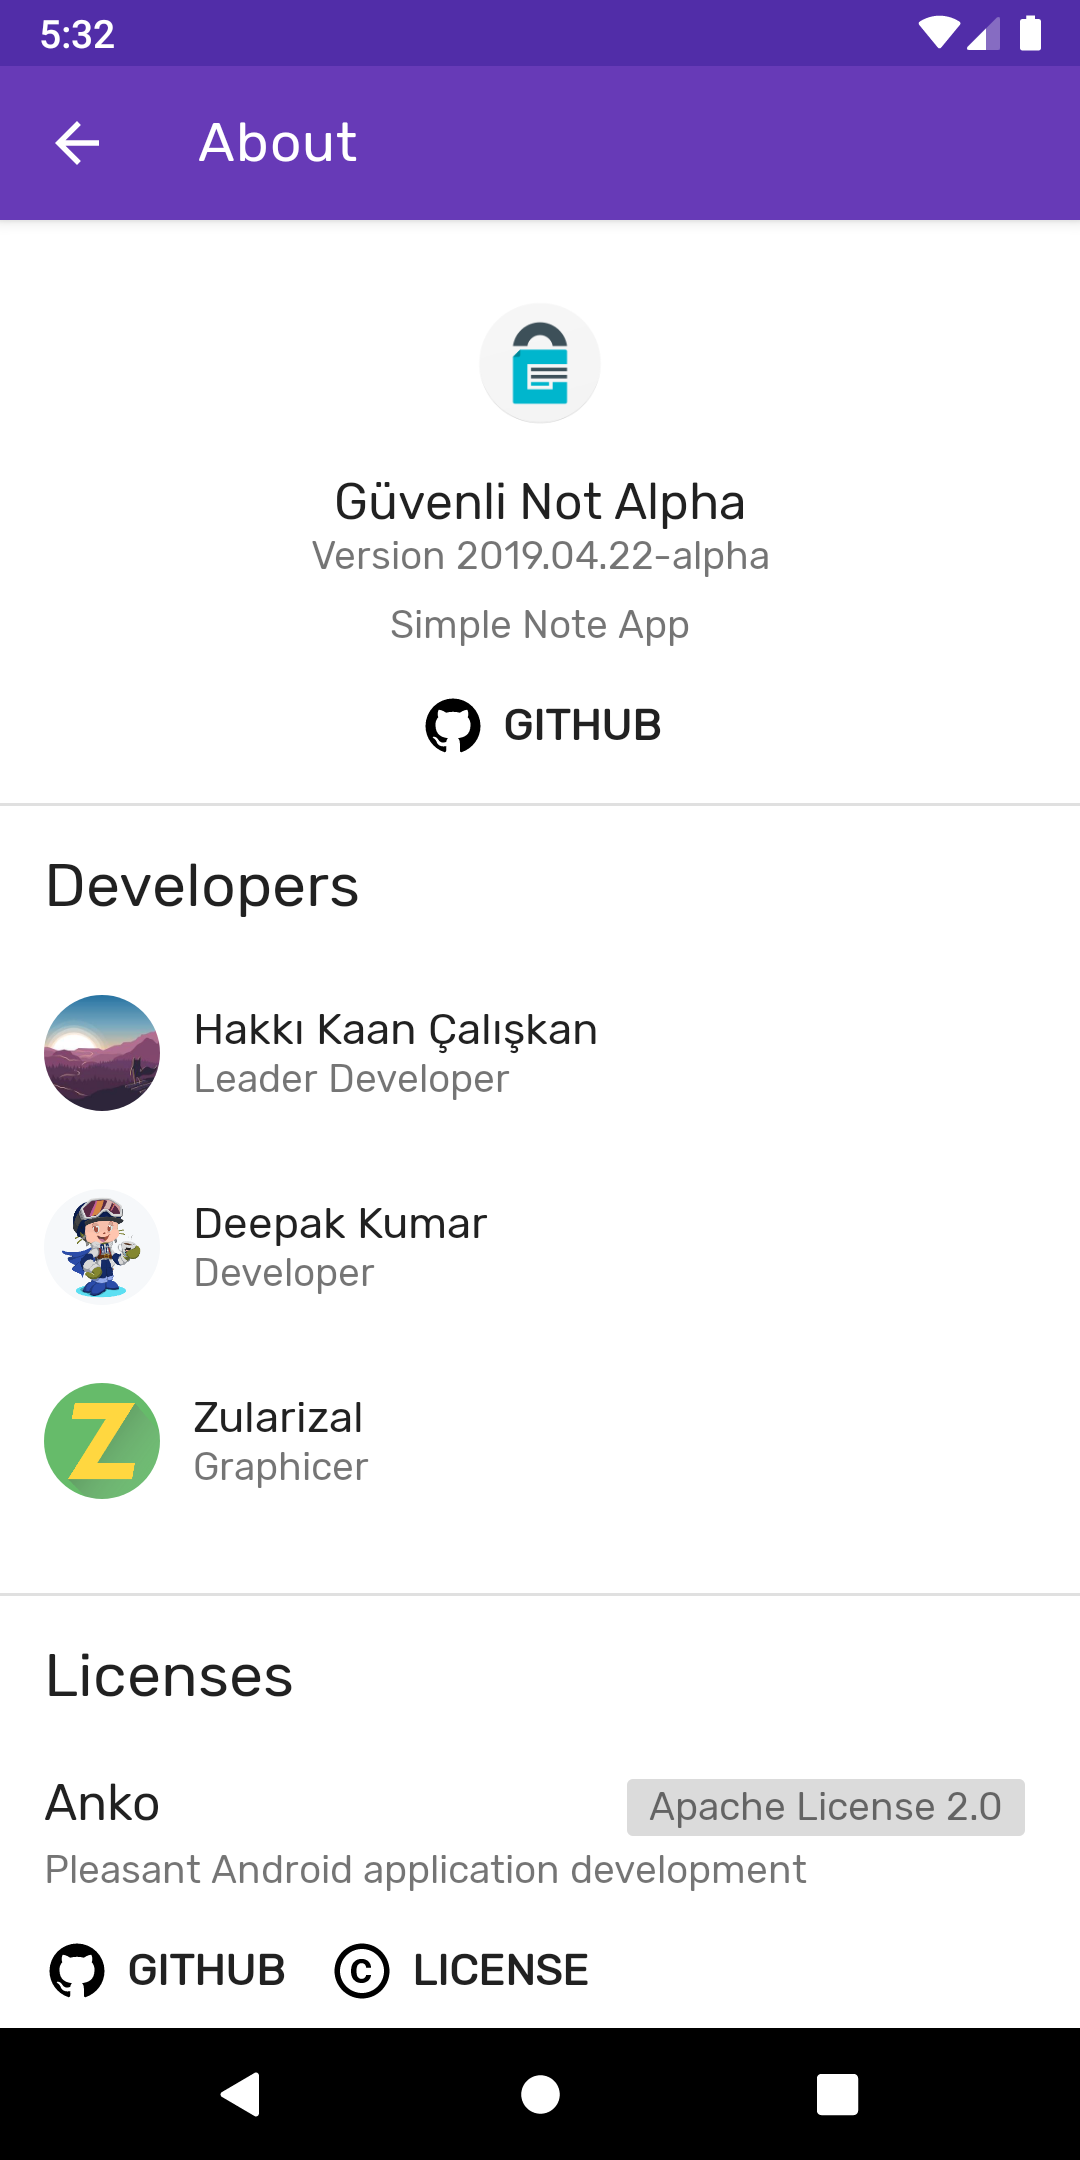 5:32
About
Güvenli Not Alpha
Version 2019.04.22-alpha
Simple Note App
GITHUB
Developers
Hakkı Kaan Çalışkan
Leader Developer
Deepak Kumar
Developer
Z
Zularizal
Graphicer
Licenses
Anko
Apache License 2.0
Pleasant Android application development
GITHUB
LICENSE